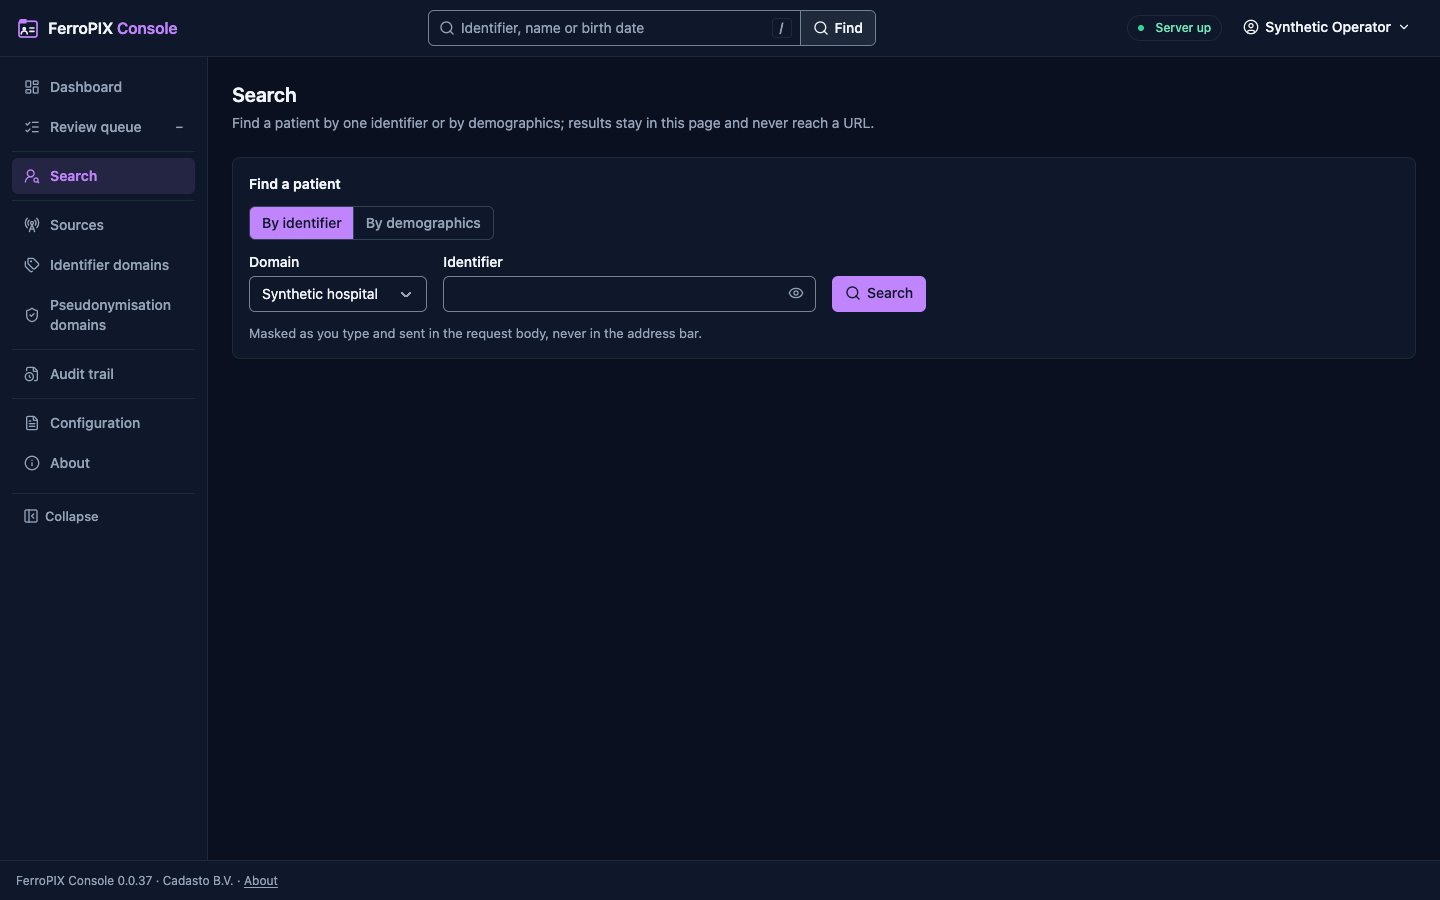 FerroPIX Console
Identifier, name or birth date
/
Find
Server up
Synthetic Operator
Dashboard
Review queue
–
Search
Sources
Identifier domains
Pseudonymisation
domains
Audit trail
Configuration
About
Collapse
Search
Find a patient by one identifier or by demographics; results stay in this page and never reach a URL.
Find a patient
By identifier
By demographics
Domain
Identifier
Synthetic hospital
Search
Masked as you type and sent in the request body, never in the address bar.
FerroPIX Console 0.0.37 · Cadasto B.V. · About